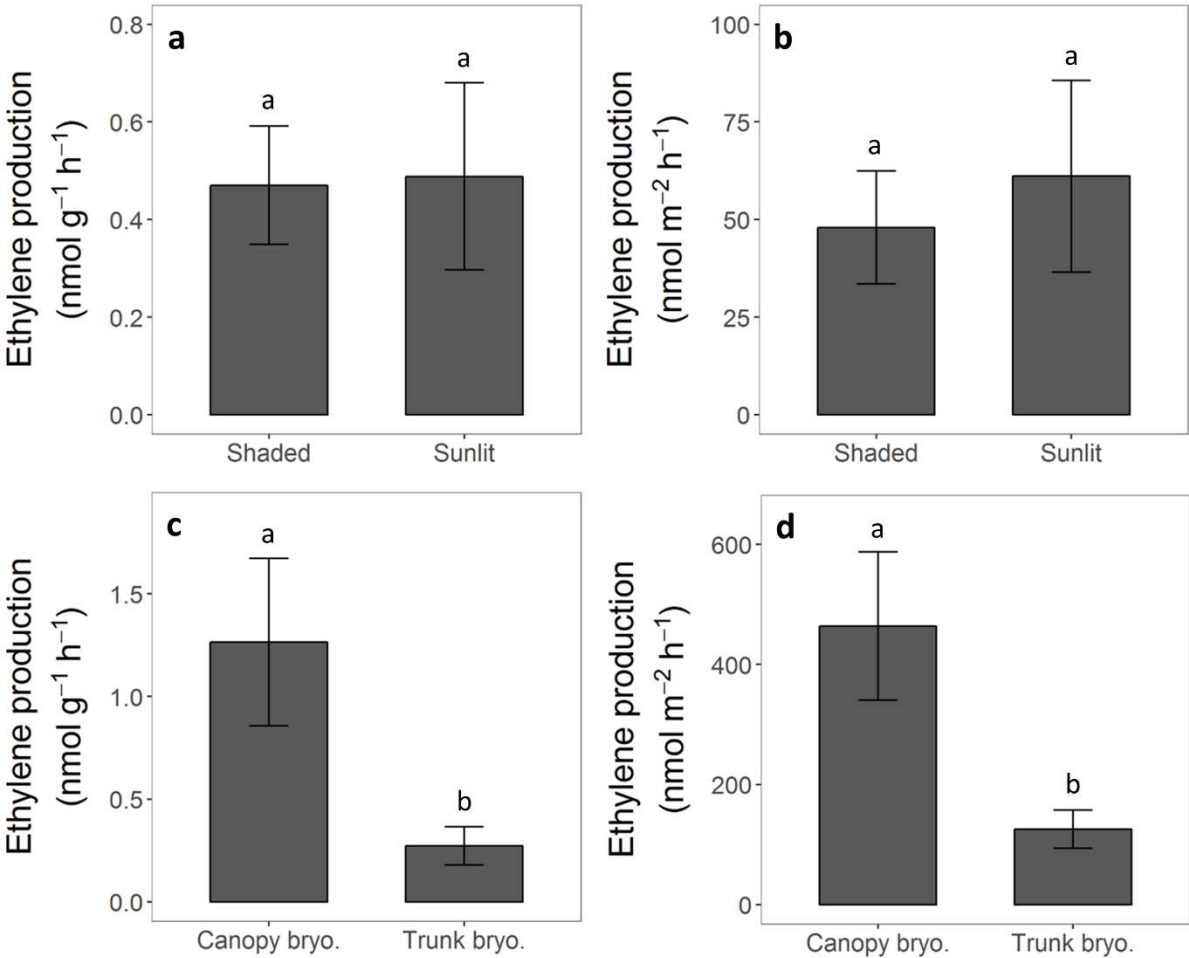 a
Ethylene production
(nmol g⁻¹ h⁻¹)
0.8
0.6
0.4
0.2
0.0
a
a
Shaded
Sunlit
b
Ethylene production
(nmol m⁻² h⁻¹)
100
75
50
25
0
a
a
Shaded
Sunlit
c
Ethylene production
(nmol g⁻¹ h⁻¹)
1.5
1.0
0.5
0.0
a
b
Canopy bryo.
Trunk bryo.
d
Ethylene production
(nmol m⁻² h⁻¹)
600
400
200
0
a
b
Canopy bryo.
Trunk bryo.